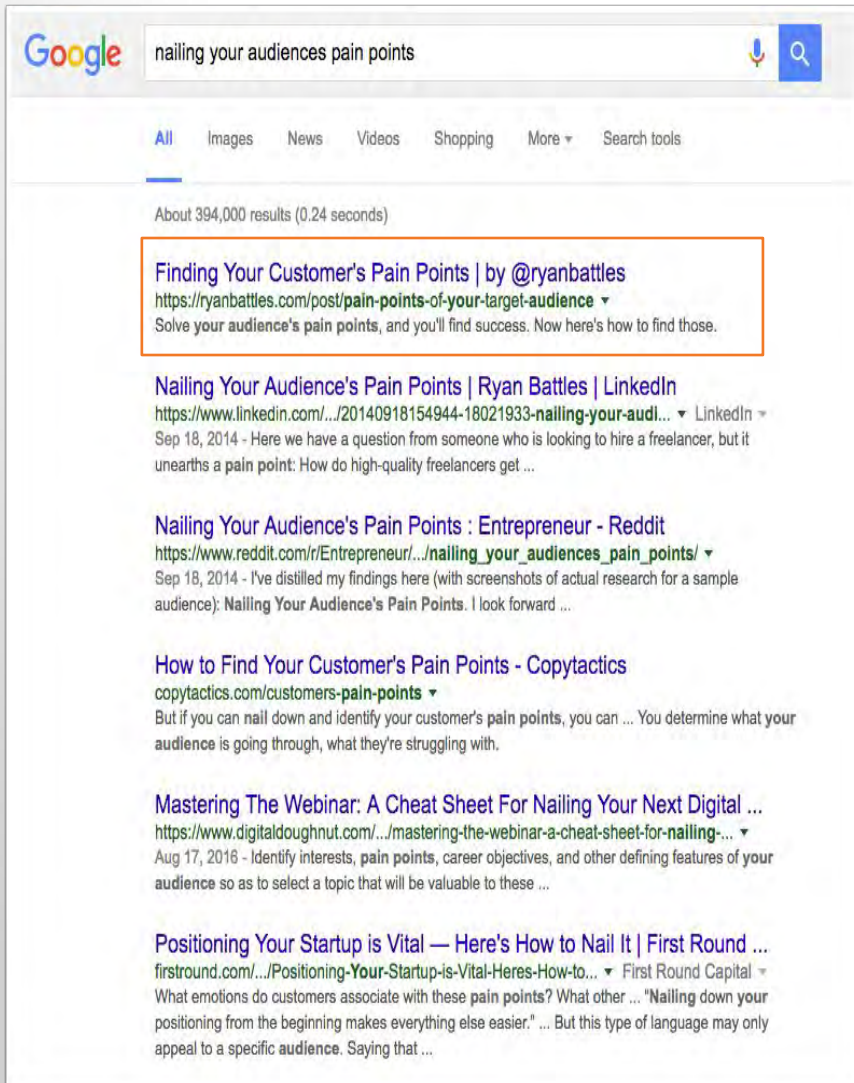 Google nailing your audiences pain points
All Images News Videos Shopping More Search tools
About 394,000 results (0.24 seconds)
Finding Your Customer's Pain Points | by @ryanbattles
https://ryanbattles.com/post/pain-points-of-your-target-audience
Solve your audience's pain points, and you'll find success. Now here's how to find those.
Nailing Your Audience's Pain Points | Ryan Battles | LinkedIn
https://www.linkedin.com/.../20140918154944-18021933-nailing-your-audi... LinkedIn
Sep 18, 2014 - Here we have a question from someone who is looking to hire a freelancer, but it
unearths a pain point: How do high-quality freelancers get ...
Nailing Your Audience's Pain Points : Entrepreneur - Reddit
https://www.reddit.com/r/Entrepreneur/.../nailing_your_audiences_pain_points/
Sep 18, 2014 - I've distilled my findings here (with screenshots of actual research for a sample
audience): Nailing Your Audience's Pain Points. I look forward ...
How to Find Your Customer's Pain Points - Copytactics
copytactics.com/customers-pain-points
But if you can nail down and identify your customer's pain points, you can ... You determine what your
audience is going through, what they're struggling with.
Mastering The Webinar: A Cheat Sheet For Nailing Your Next Digital ...
https://www.digitaldoughnut.com/.../mastering-the-webinar-a-cheat-sheet-for-nailing-...
Aug 17, 2016 - Identify interests, pain points, career objectives, and other defining features of your
audience so as to select a topic that will be valuable to these ...
Positioning Your Startup is Vital — Here's How to Nail It | First Round ...
firstround.com/.../Positioning-Your-Startup-is-Vital-Heres-How-to... First Round Capital
What emotions do customers associate with these pain points? What other ... "Nailing down your
positioning from the beginning makes everything else easier." ... But this type of language may only
appeal to a specific audience. Saying that ...